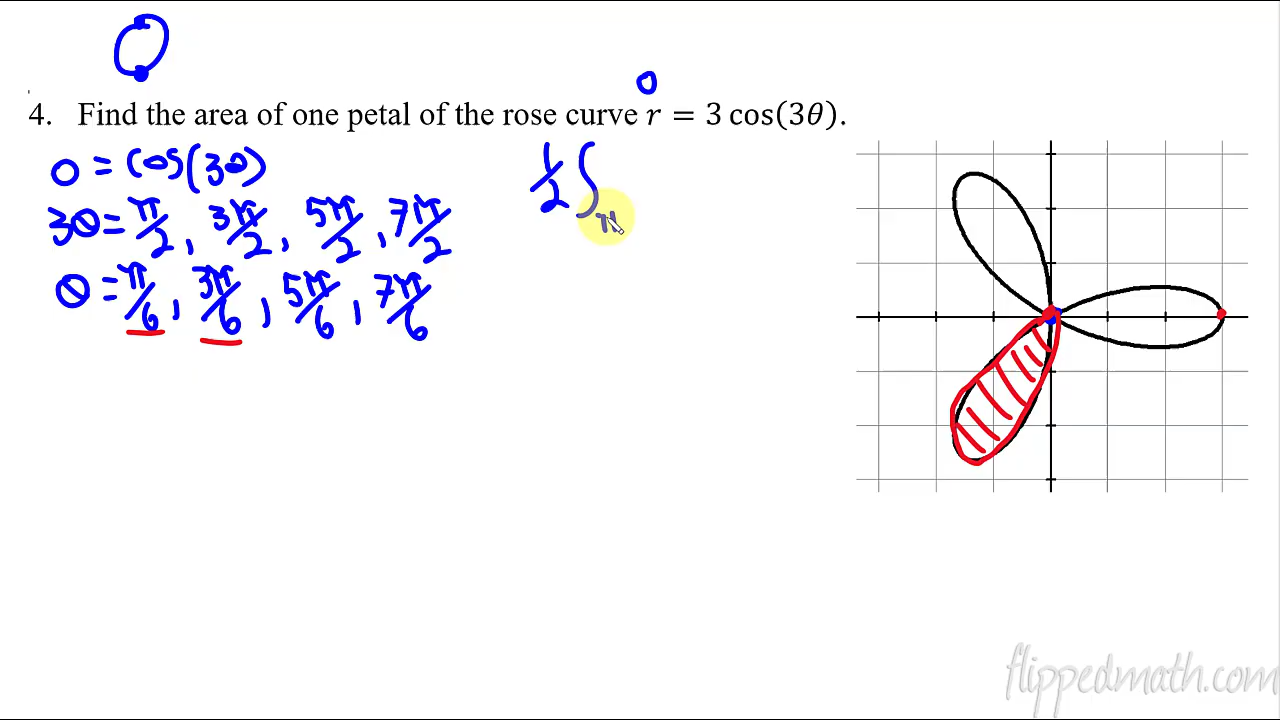 0
4. Find the area of one petal of the rose curve r = 3 cos(3θ).
0 = cos(3θ)
3θ = π/2, 3π/2, 5π/2, 7π/2
θ = π/6, 3π/6, 5π/6, 7π/6
1/2 ∫ π
flippedmath.com